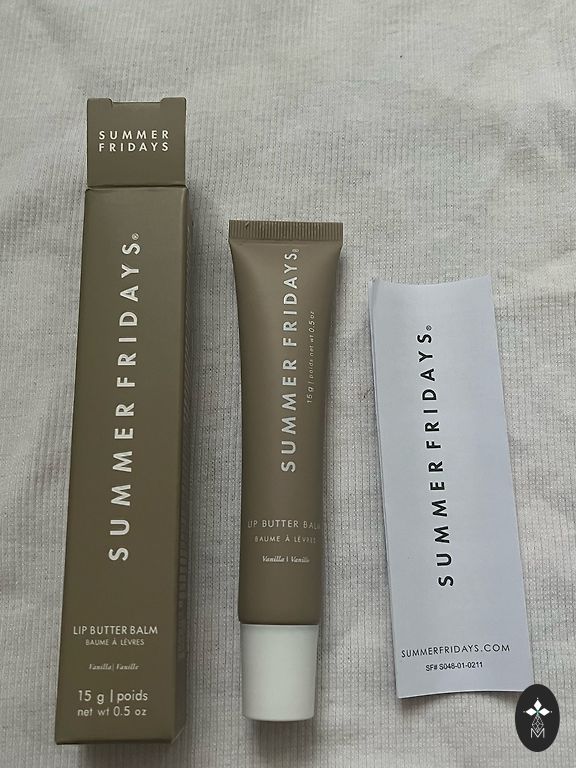 SUMMER
FRIDAYS
SUMMER FRIDAYS®
LIP BUTTER BALM
BAUME À LÈVRES
Vanilla | Vanille
15 g | poids
net wt 0.5 oz
SUMMER FRIDAYS®
15 g | poids net wt 0.5 oz
LIP BUTTER BALM
BAUME À LÈVRES
Vanilla | Vanille
SUMMER FRIDAYS®
SUMMERFRIDAYS.COM
SF# S046-01-0211
M